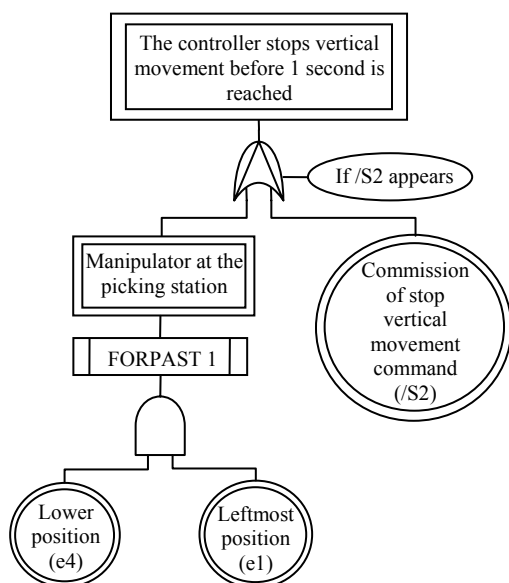 The controller stops vertical
movement before 1 second is
reached
If /S2 appears
Manipulator at the
picking station
Commission
of stop
vertical
movement
command
(/S2)
FORPAST 1
Lower
position
(e4)
Leftmost
position
(e1)